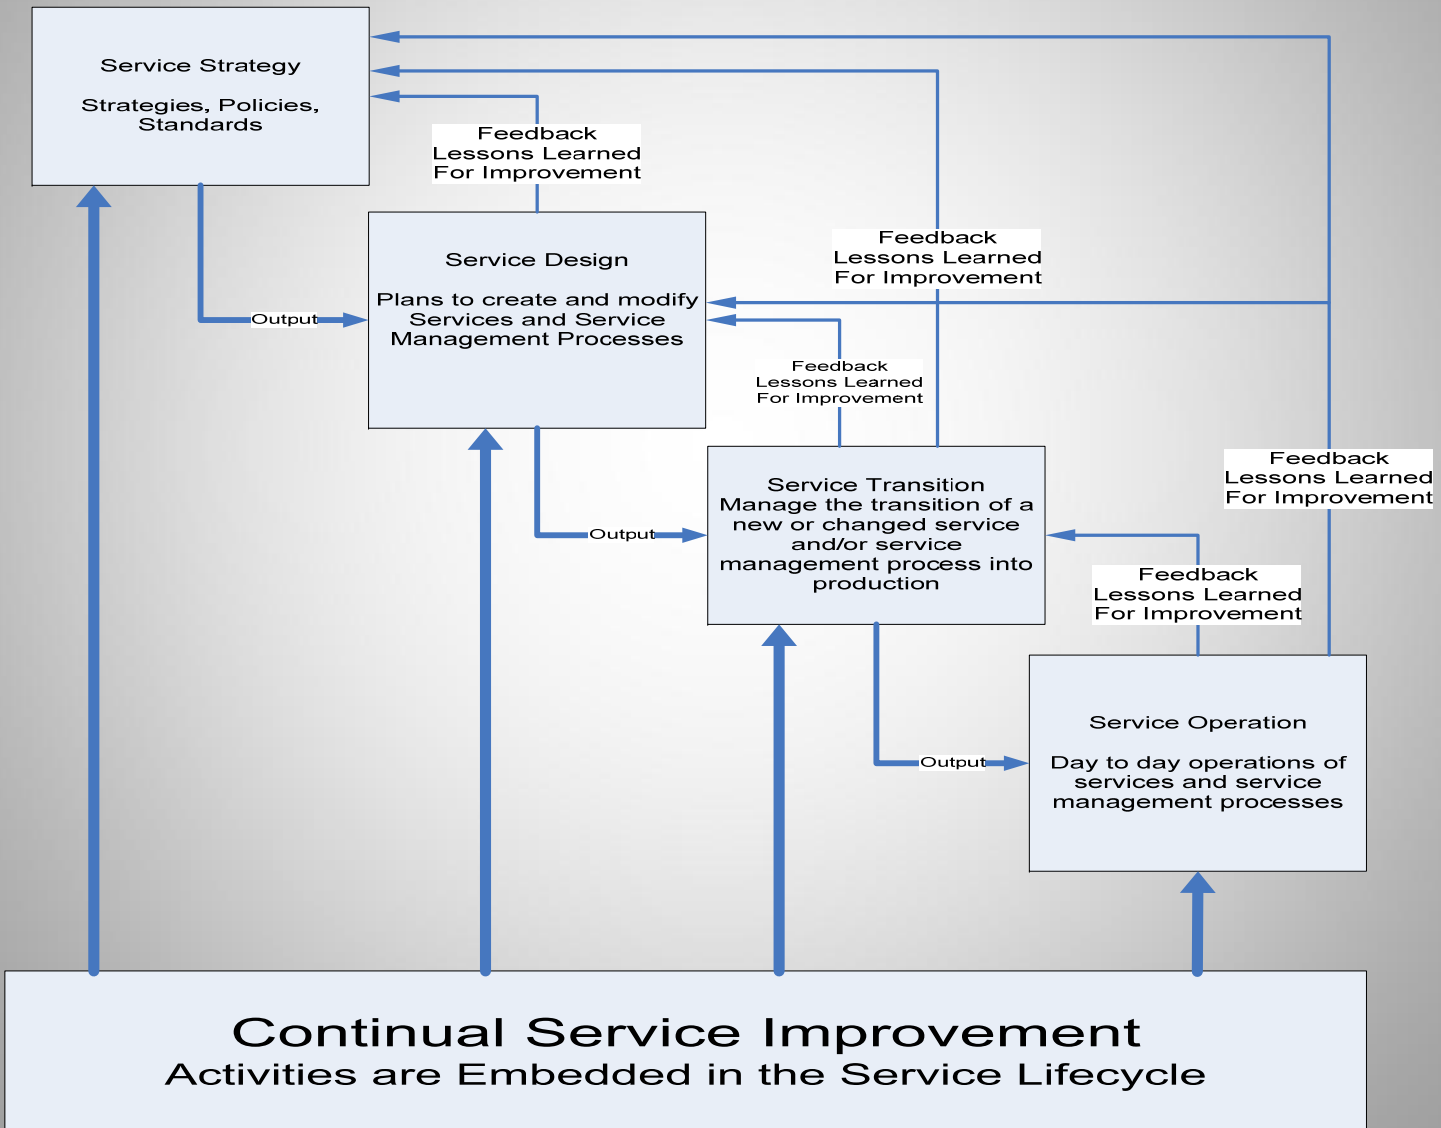 Service Strategy
Strategies, Policies,
Standards
Feedback
Lessons Learned
For Improvement
Service Design
Plans to create and modify
Services and Service
Management Processes
Output
Feedback
Lessons Learned
For Improvement
Feedback
Lessons Learned
For Improvement
Service Transition
Manage the transition of a
new or changed service
and/or service
management process into
production
Output
Feedback
Lessons Learned
For Improvement
Feedback
Lessons Learned
For Improvement
Service Operation
Day to day operations of
services and service
management processes
Output
Continual Service Improvement
Activities are Embedded in the Service Lifecycle